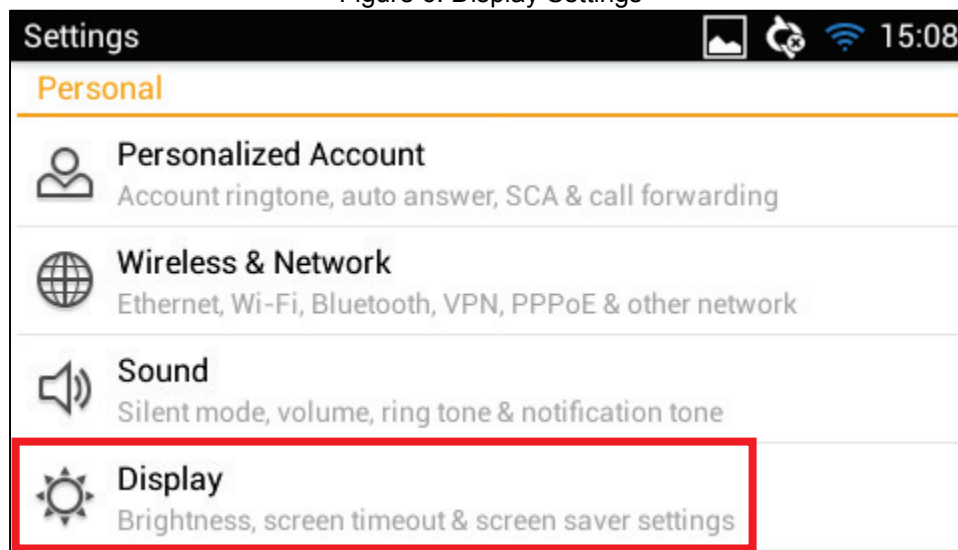 Settings 15:08
Personal
Personalized Account
Account ringtone, auto answer, SCA & call forwarding
Wireless & Network
Ethernet, Wi-Fi, Bluetooth, VPN, PPPoE & other network
Sound
Silent mode, volume, ring tone & notification tone
Display
Brightness, screen timeout & screen saver settings